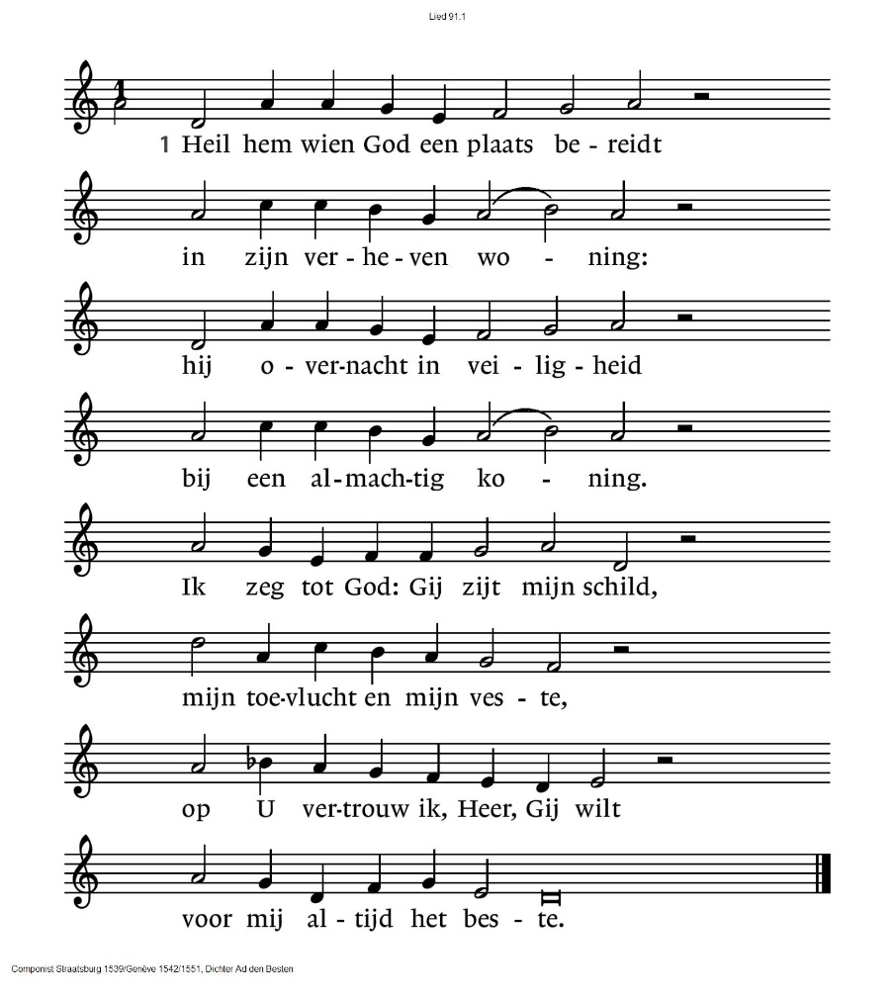 Lied 91.1
1
1 Heil hem wien God een plaats be - reidt
in zijn ver - he - ven wo - ning:
hij o - ver-nacht in vei - lig - heid
bij een al-mach-tig ko - ning.
Ik zeg tot God: Gij zijt mijn schild,
mijn toe-vlucht en mijn ves - te,
op U ver-trouw ik, Heer, Gij wilt
voor mij al - tijd het bes - te.
Componist Straatsburg 1539/Genève 1542/1551, Dichter Ad den Besten